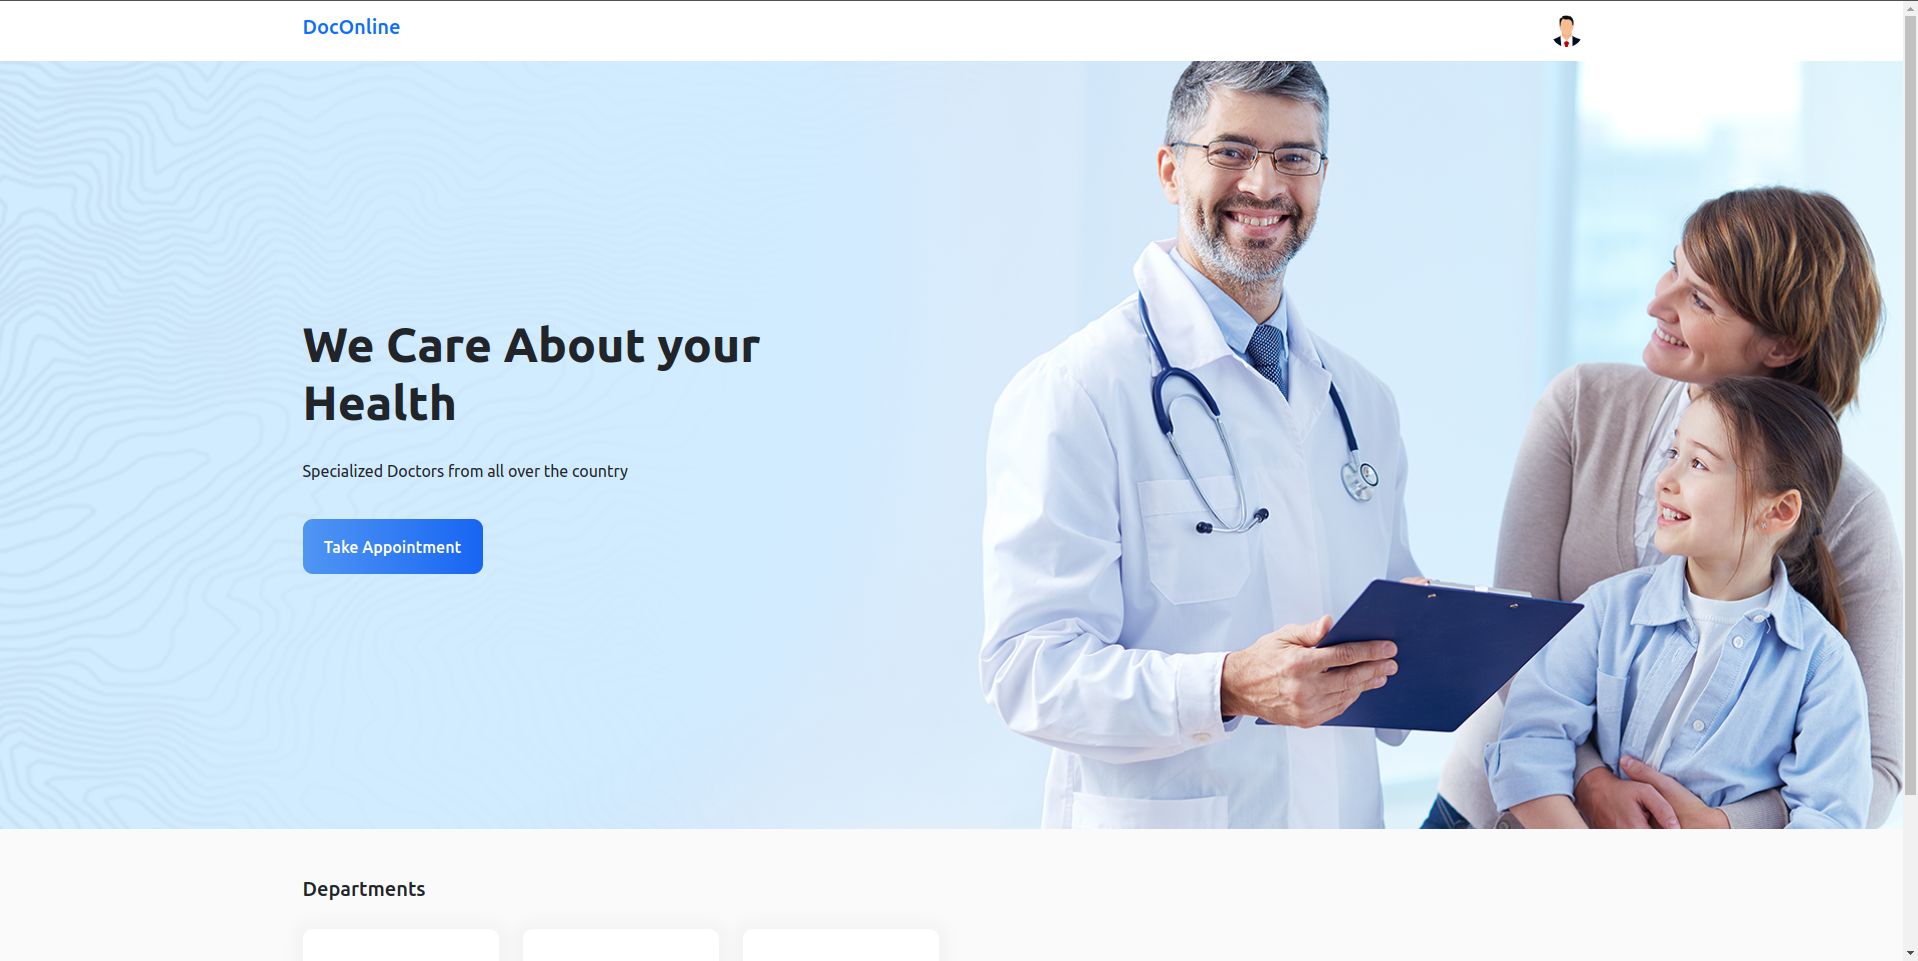 DocOnline
We Care About your
Health
Specialized Doctors from all over the country
Take Appointment
Departments